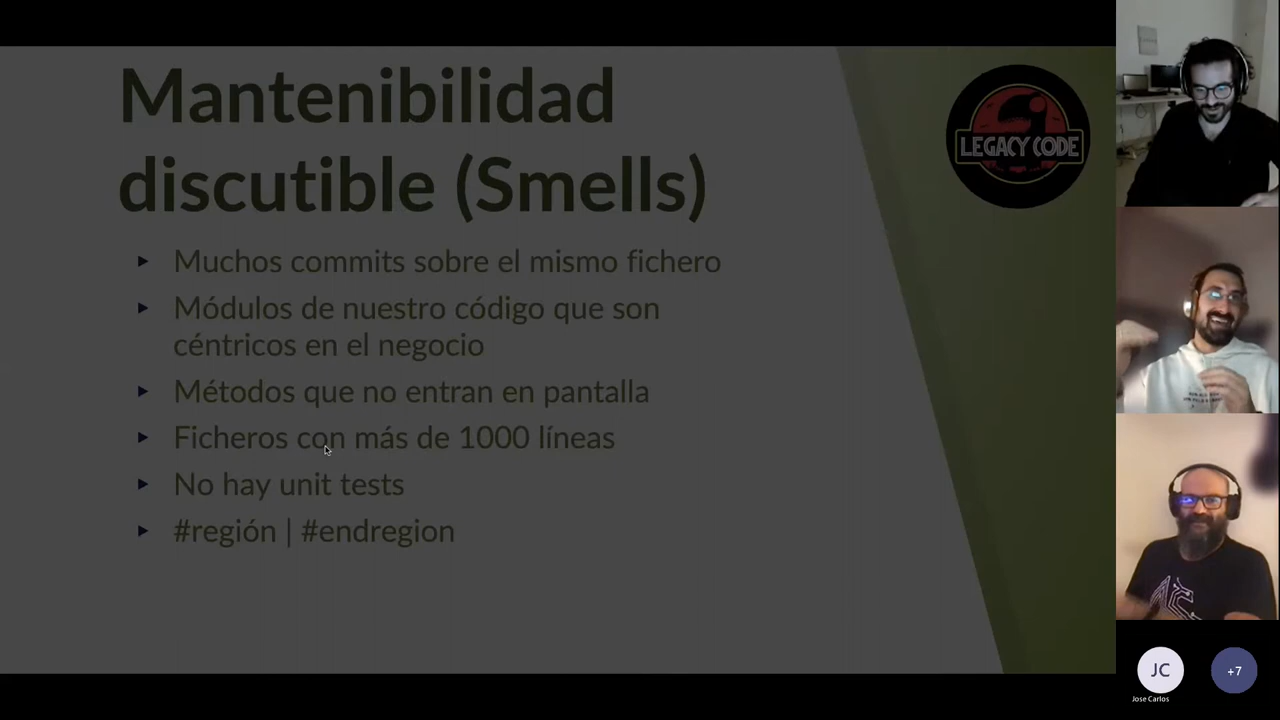 Mantenibilidad
discutible (Smells)
LEGACY CODE
Muchos commits sobre el mismo fichero
Módulos de nuestro código que son
céntricos en el negocio
Métodos que no entran en pantalla
Ficheros con más de 1000 líneas
No hay unit tests
#región | #endregion
JC
+7
Jose Carlos